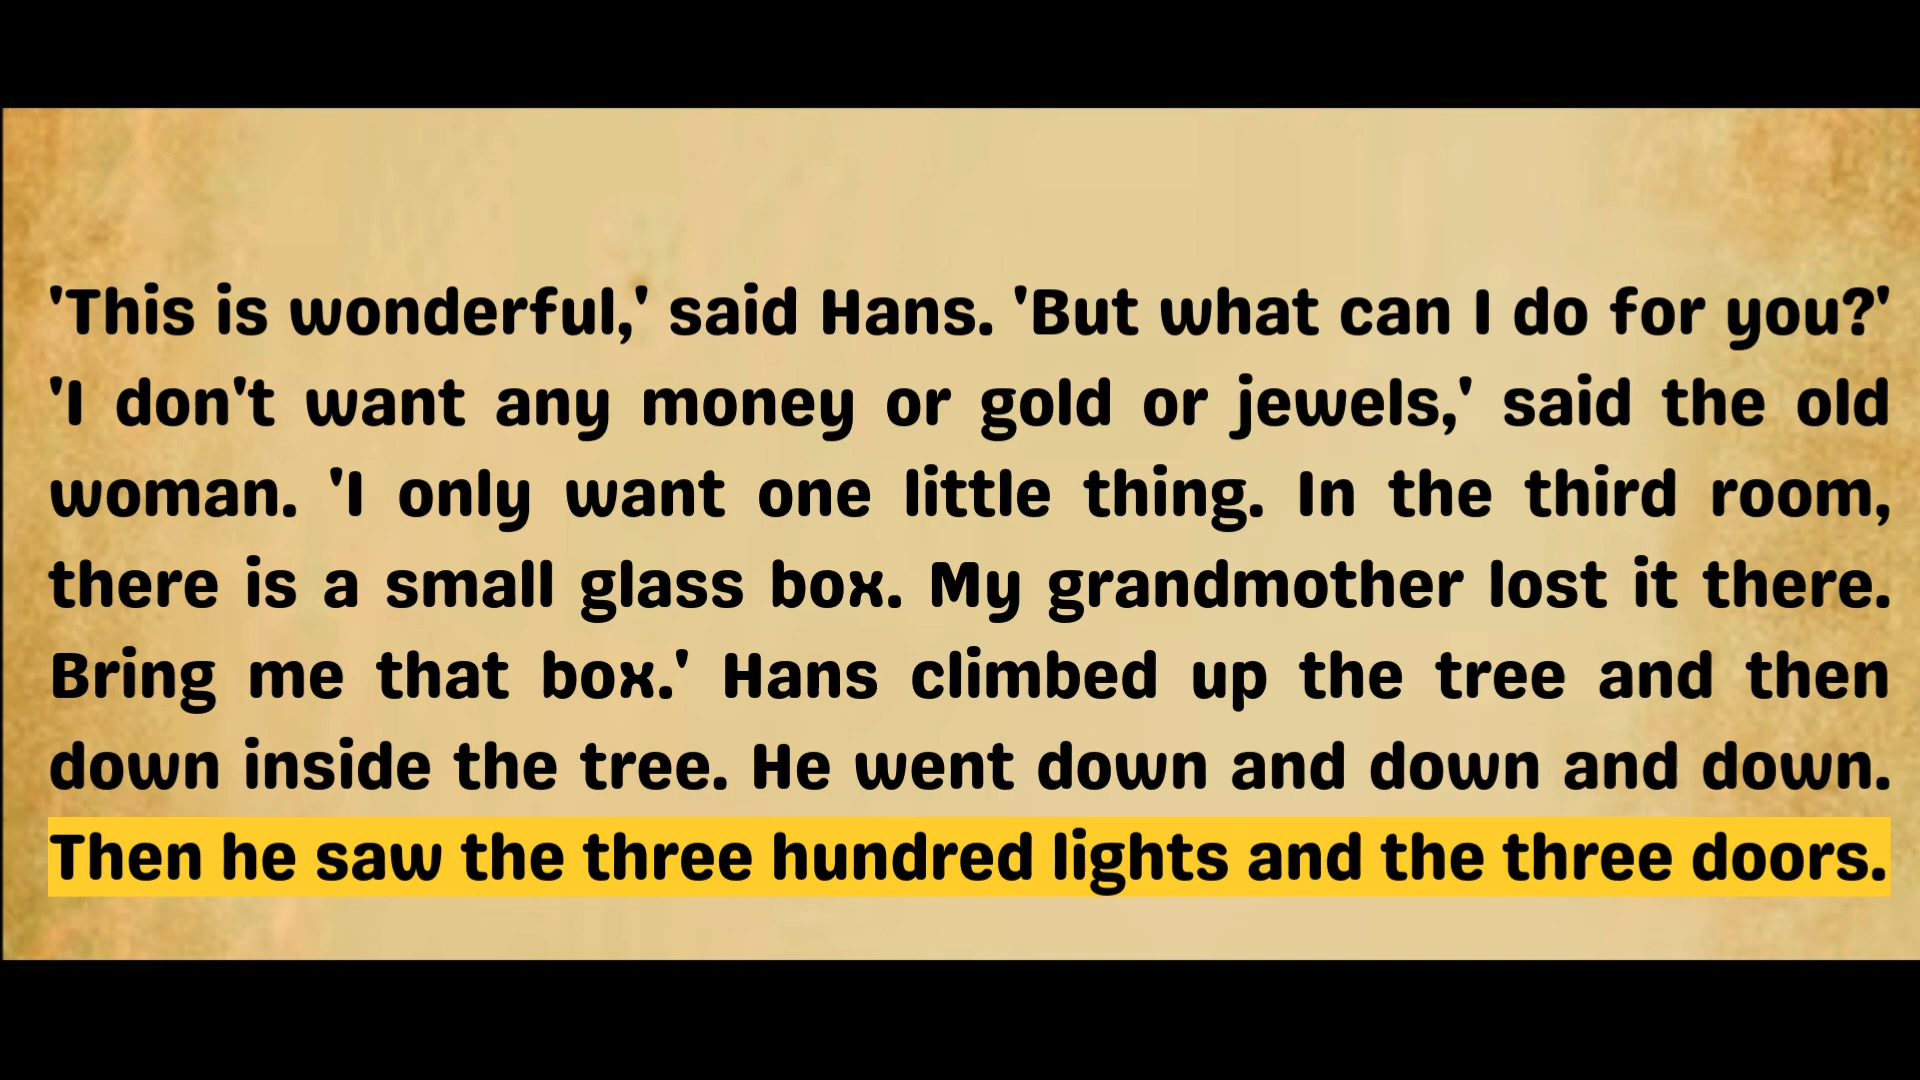 'This is wonderful,' said Hans. 'But what can I do for you?'
'I don't want any money or gold or jewels,' said the old
woman. 'I only want one little thing. In the third room,
there is a small glass box. My grandmother lost it there.
Bring me that box.' Hans climbed up the tree and then
down inside the tree. He went down and down and down.
Then he saw the three hundred lights and the three doors.